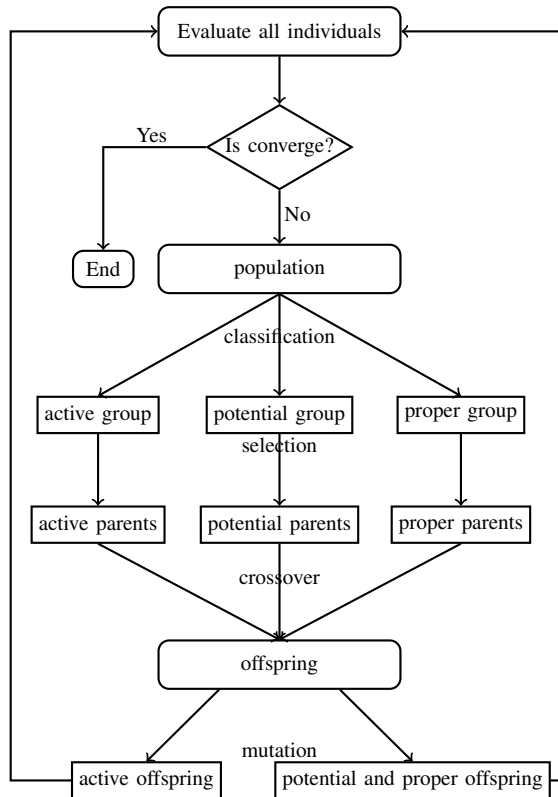 Evaluate all individuals
Is converge?
Yes
No
End
population
classification
active group
potential group
proper group
selection
active parents
potential parents
proper parents
crossover
offspring
mutation
active offspring
potential and proper offspring